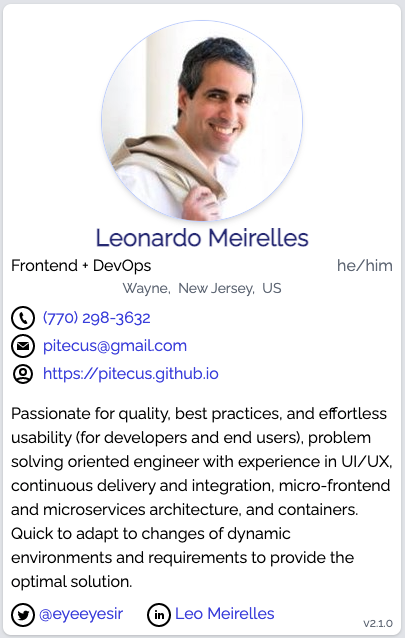 Leonardo Meirelles
Frontend + DevOps he/him
Wayne, New Jersey, US
(770) 298-3632
pitecus@gmail.com
https://pitecus.github.io
Passionate for quality, best practices, and effortless
usability (for developers and end users), problem
solving oriented engineer with experience in UI/UX,
continuous delivery and integration, micro-frontend
and microservices architecture, and containers.
Quick to adapt to changes of dynamic
environments and requirements to provide the
optimal solution.
@eyeeyesir in Leo Meirelles v2.1.0